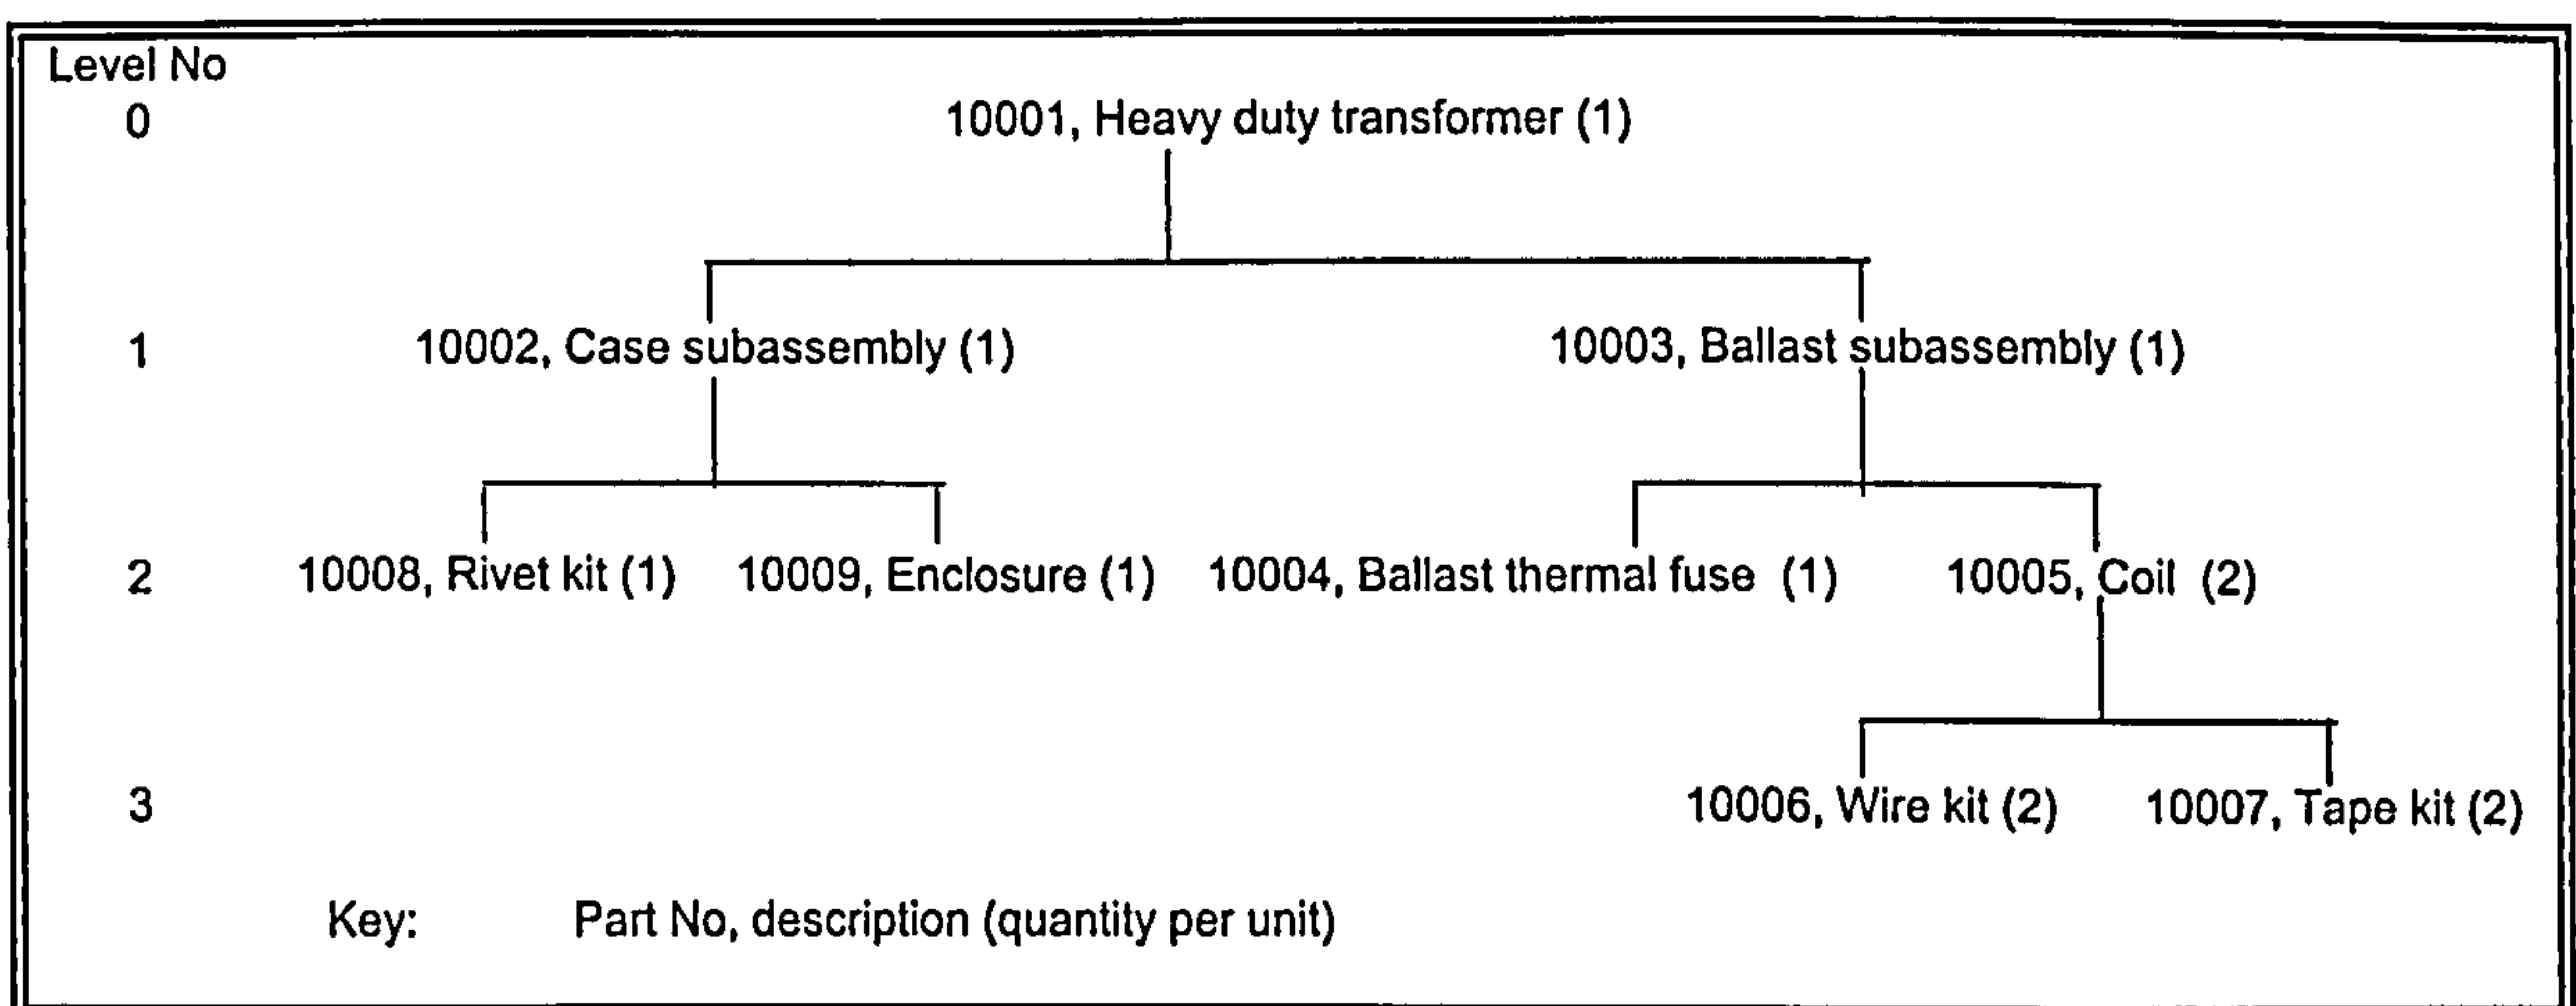 Level No
0 10001, Heavy duty transformer (1)
1 10002, Case subassembly (1) 10003, Ballast subassembly (1)
2 10008, Rivet kit (1) 10009, Enclosure (1) 10004, Ballast thermal fuse (1) 10005, Coil (2)
3 10006, Wire kit (2) 10007, Tape kit (2)
Key: Part No, description (quantity per unit)